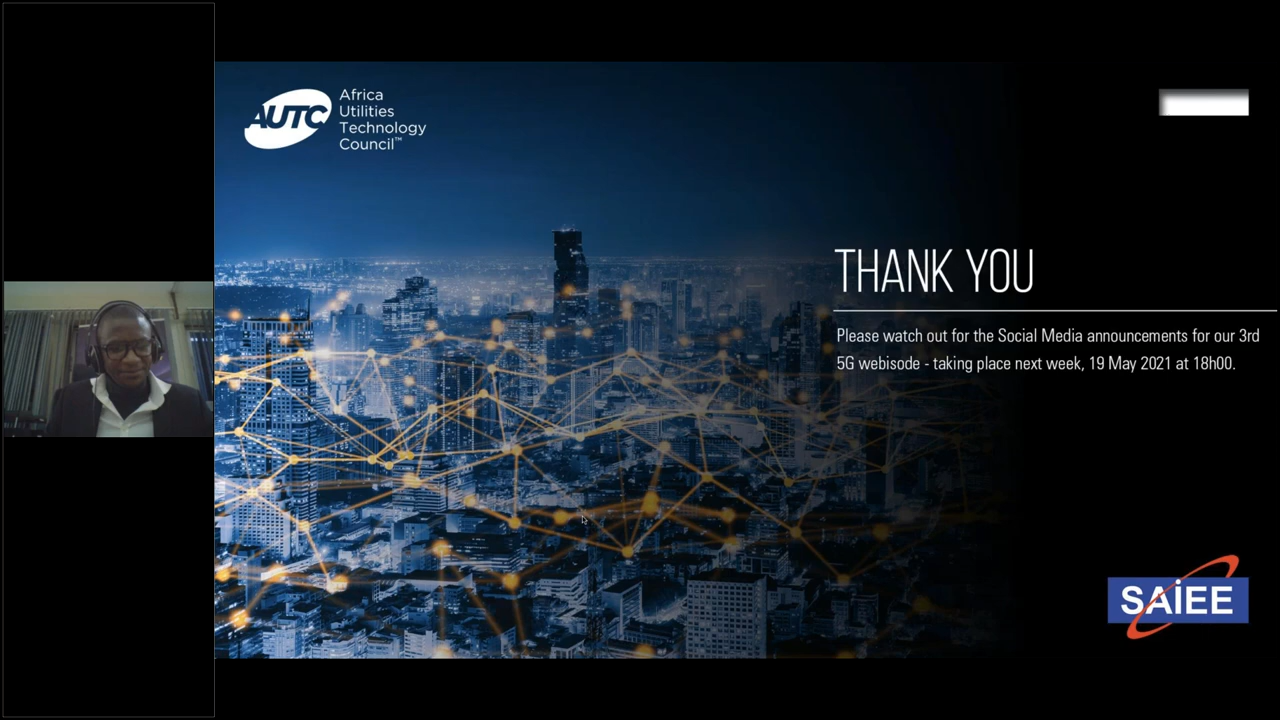 AUTC
Africa
Utilities
Technology
Council™
THANK YOU
Please watch out for the Social Media announcements for our 3rd
5G webisode - taking place next week, 19 May 2021 at 18h00.
SAiEE